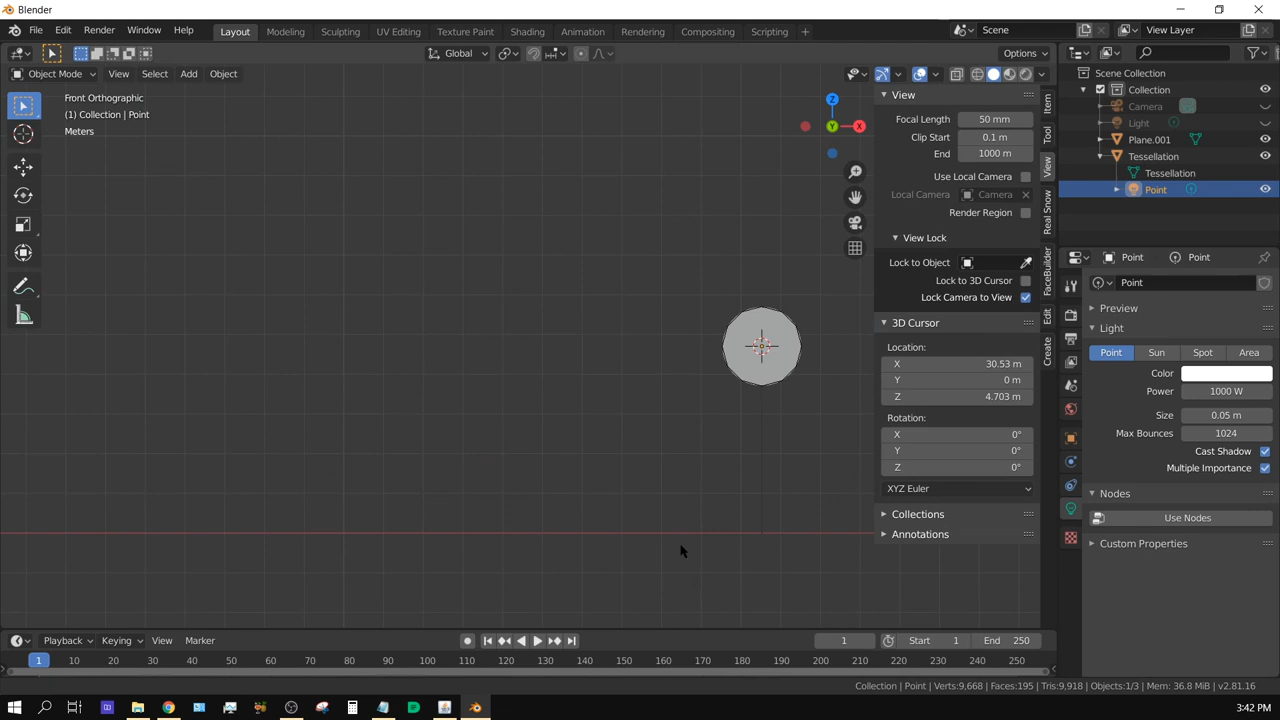 Blender
File Edit Render Window Help Layout Modeling Sculpting UV Editing Texture Paint Shading Animation Rendering Compositing Scripting + Scene View Layer
Global Options
Object Mode View Select Add Object
Front Orthographic
(1) Collection | Point
Meters
Z
Y
X
View
Focal Length 50 mm
Clip Start 0.1 m
End 1000 m
Use Local Camera
Local Camera Camera
Render Region
View Lock
Lock to Object
Lock to 3D Cursor
Lock Camera to View
3D Cursor
Location:
X 30.53 m
Y 0 m
Z 4.703 m
Rotation:
X 0°
Y 0°
Z 0°
XYZ Euler
Collections
Annotations
Item
Tool
View
Real Snow
FaceBuilder
Edit
Create
Scene Collection
Collection
Camera
Light
Plane.001
Tessellation
Tessellation
Point
Point Point
Point
Preview
Light
Point Sun Spot Area
Color
Power 1000 W
Size 0.05 m
Max Bounces 1024
Cast Shadow
Multiple Importance
Nodes
Use Nodes
Custom Properties
Playback Keying View Marker 1 Start 1 End 250
1 10 20 30 40 50 60 70 80 90 100 110 120 130 140 150 160 170 180 190 200 210 220 230 240 250
Collection | Point | Verts:9,668 | Faces:195 | Tris:9,918 | Objects:1/3 | Mem: 36.8 MiB | v2.81.16
3:42 PM